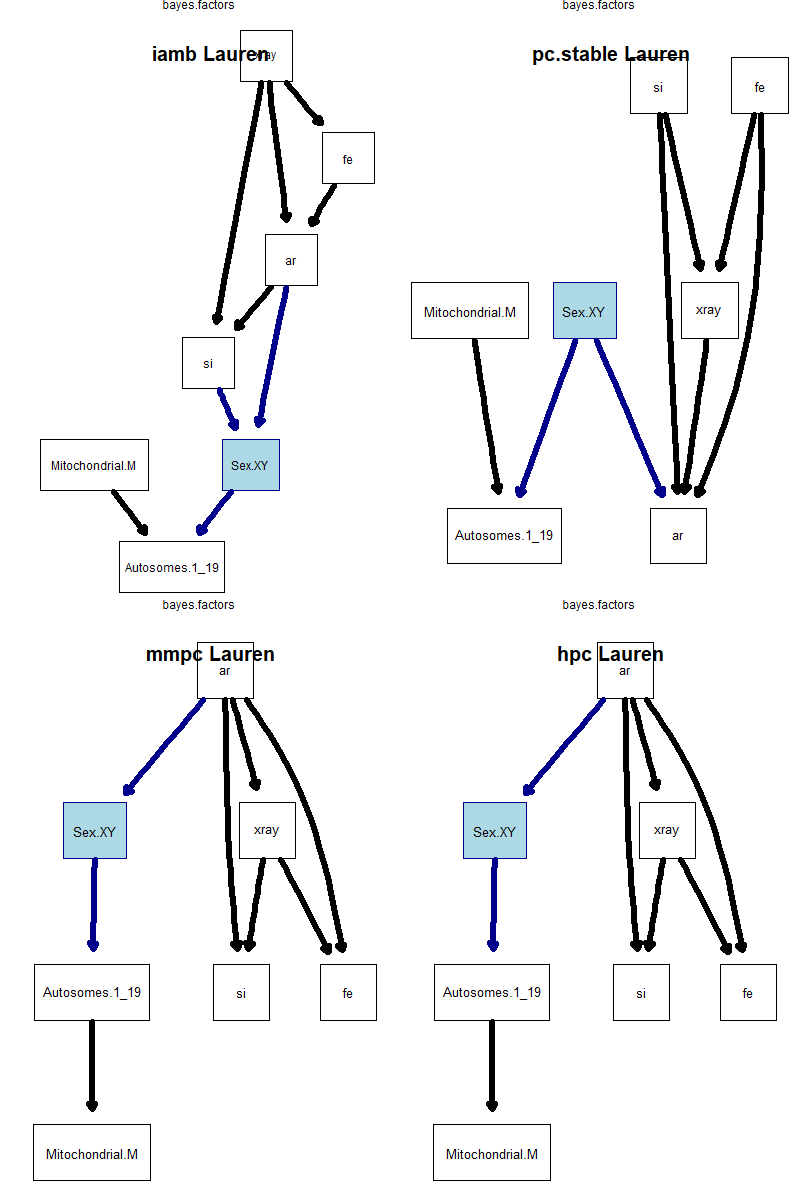 bayes.factors
iamb Lauren
xray
fe
ar
si
Mitochondrial.M
Sex.XY
Autosomes.1_19
bayes.factors
pc.stable Lauren
si
fe
Mitochondrial.M
Sex.XY
xray
Autosomes.1_19
ar
bayes.factors
mmpc Lauren
ar
Sex.XY
xray
Autosomes.1_19
si
fe
Mitochondrial.M
bayes.factors
hpc Lauren
ar
Sex.XY
xray
Autosomes.1_19
si
fe
Mitochondrial.M